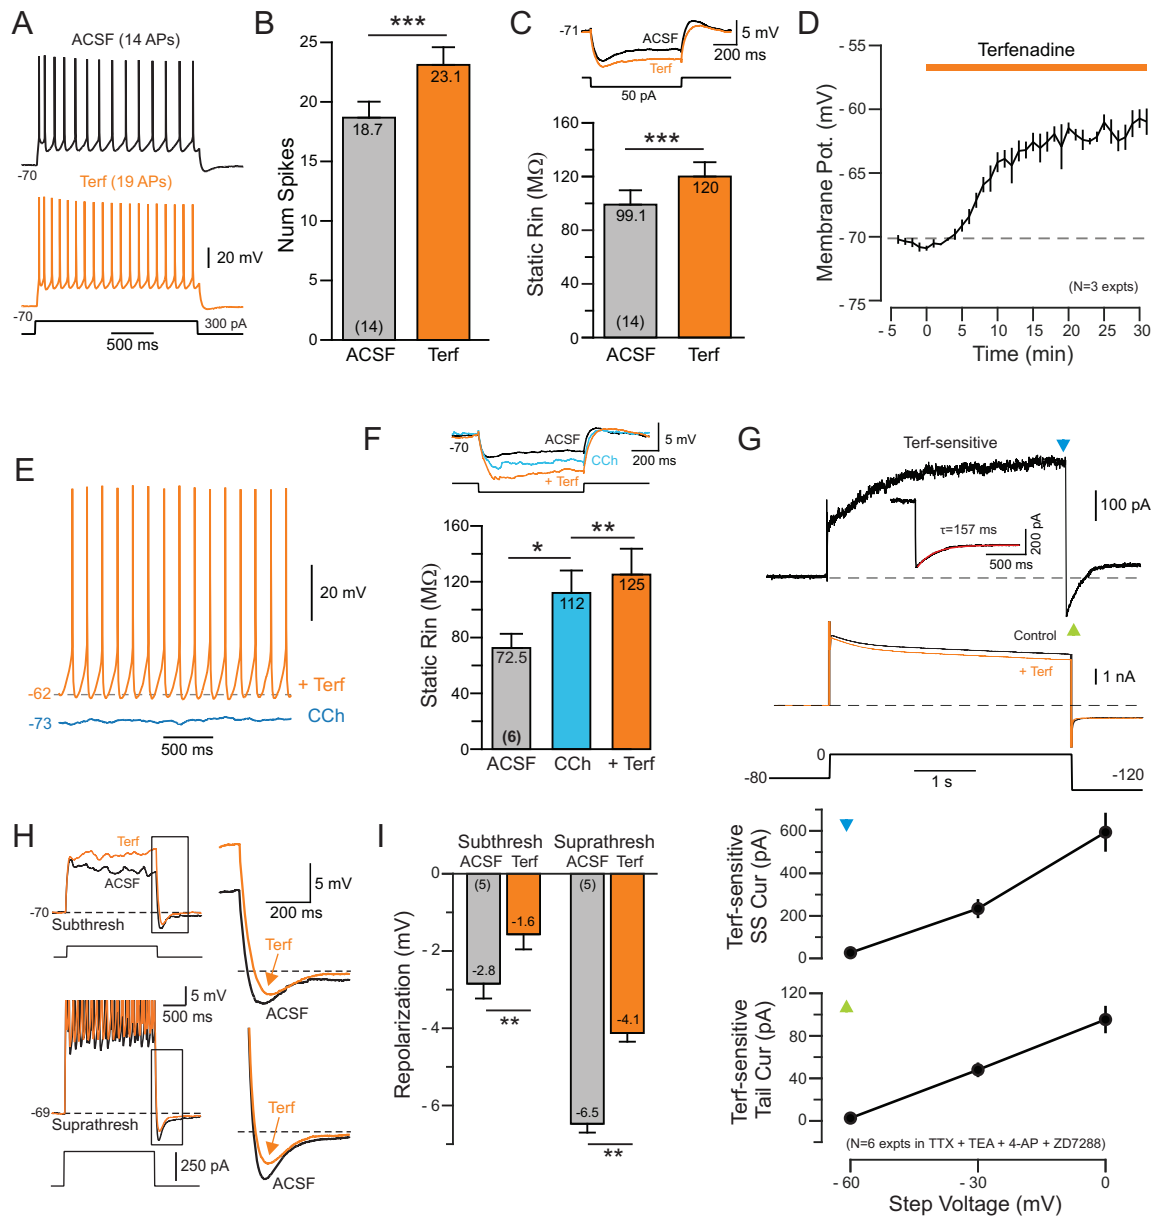 A
ACSF (14 APs)
-70
Terf (19 APs)
20 mV
-70
300 pA
500 ms
B
***
25
20
15
10
5
0
Num Spikes
18.7
23.1
(14)
ACSF
Terf
C
-71
ACSF
Terf
5 mV
200 ms
50 pA
***
160
120
80
40
0
Static Rin (MΩ)
99.1
120
(14)
ACSF
Terf
D
Terfenadine
- 55
- 60
- 65
- 70
- 75
Membrane Pot. (mV)
(N=3 expts)
- 5
0
5
10
15
20
25
30
Time (min)
E
20 mV
-62
+ Terf
-73
CCh
500 ms
F
-70
ACSF
CCh
+ Terf
5 mV
200 ms
*
**
160
120
80
40
0
Static Rin (MΩ)
72.5
112
125
(6)
ACSF
CCh
+ Terf
G
Terf-sensitive
100 pA
τ=157 ms
200 pA
500 ms
Control
+ Terf
1 nA
0
-80
-120
1 s
600
400
200
0
Terf-sensitive
SS Cur (pA)
120
80
40
0
Terf-sensitive
Tail Cur (pA)
(N=6 expts in TTX + TEA + 4-AP + ZD7288)
- 60
- 30
0
Step Voltage (mV)
H
Terf
ACSF
-70
Subthresh
5 mV
200 ms
Terf
ACSF
5 mV
500 ms
-69
Suprathresh
250 pA
Terf
ACSF
I
Subthresh
Suprathresh
ACSF
Terf
ACSF
Terf
0
- 2
- 4
- 6
Repolarization (mV)
(5)
(5)
-2.8
-1.6
-6.5
-4.1
**
**